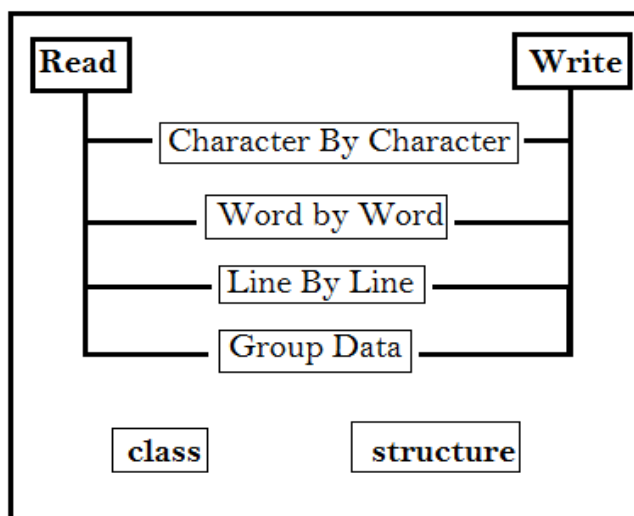 Read
Write
Character By Character
Word by Word
Line By Line
Group Data
class
structure